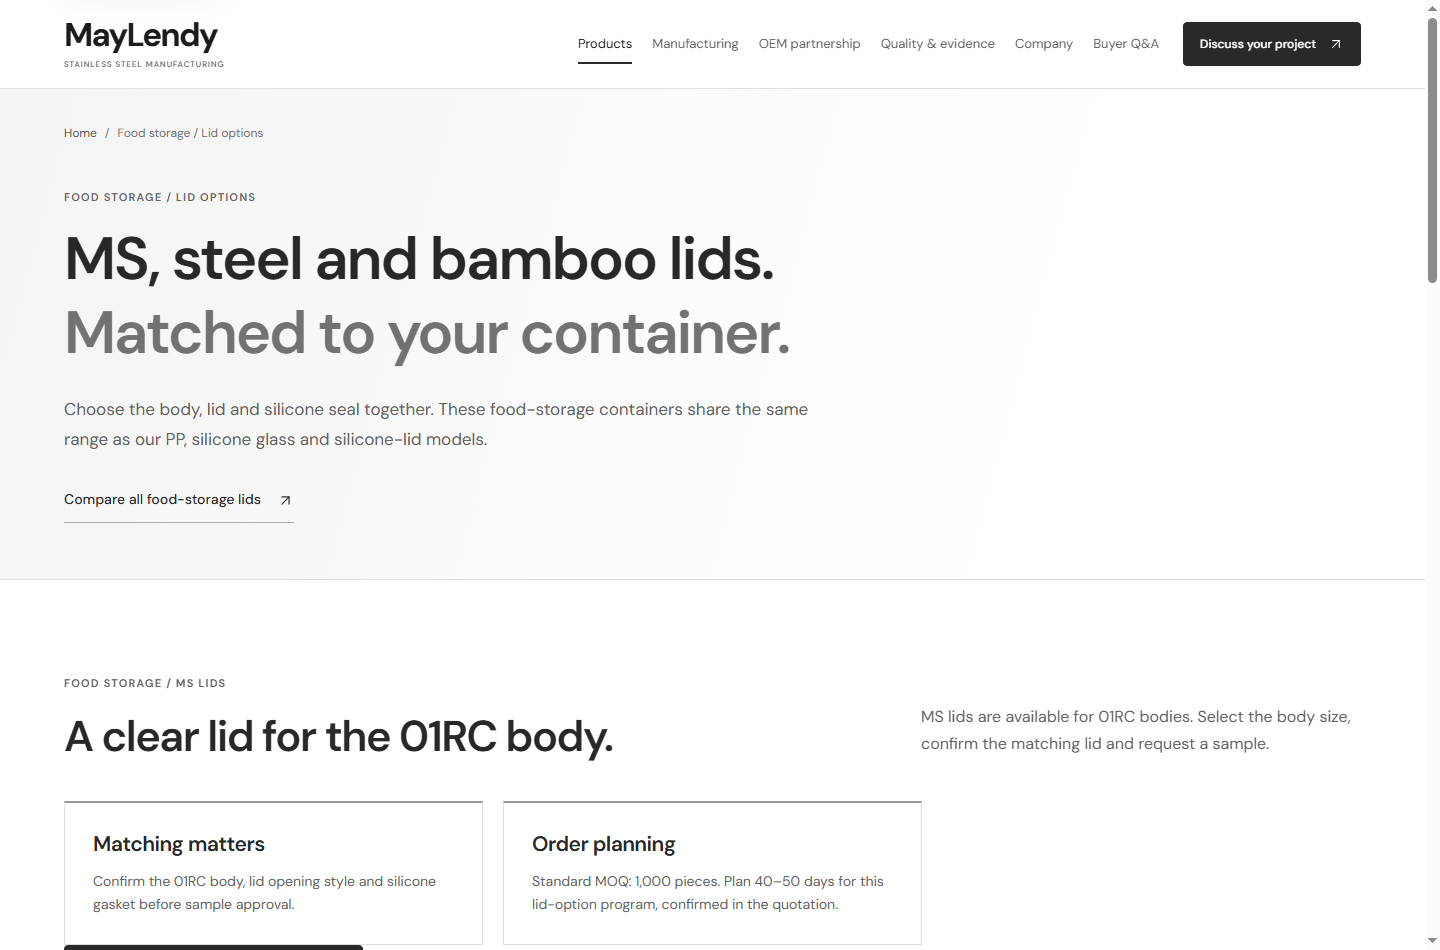 MayLendy
STAINLESS STEEL MANUFACTURING
Products
Manufacturing
OEM partnership
Quality & evidence
Company
Buyer Q&A
Discuss your project
Home / Food storage / Lid options
FOOD STORAGE / LID OPTIONS
MS, steel and bamboo lids.
Matched to your container.
Choose the body, lid and silicone seal together. These food-storage containers share the same
range as our PP, silicone glass and silicone-lid models.
Compare all food-storage lids
FOOD STORAGE / MS LIDS
A clear lid for the 01RC body.
MS lids are available for 01RC bodies. Select the body size,
confirm the matching lid and request a sample.
Matching matters
Confirm the 01RC body, lid opening style and silicone
gasket before sample approval.
Order planning
Standard MOQ: 1,000 pieces. Plan 40–50 days for this
lid-option program, confirmed in the quotation.